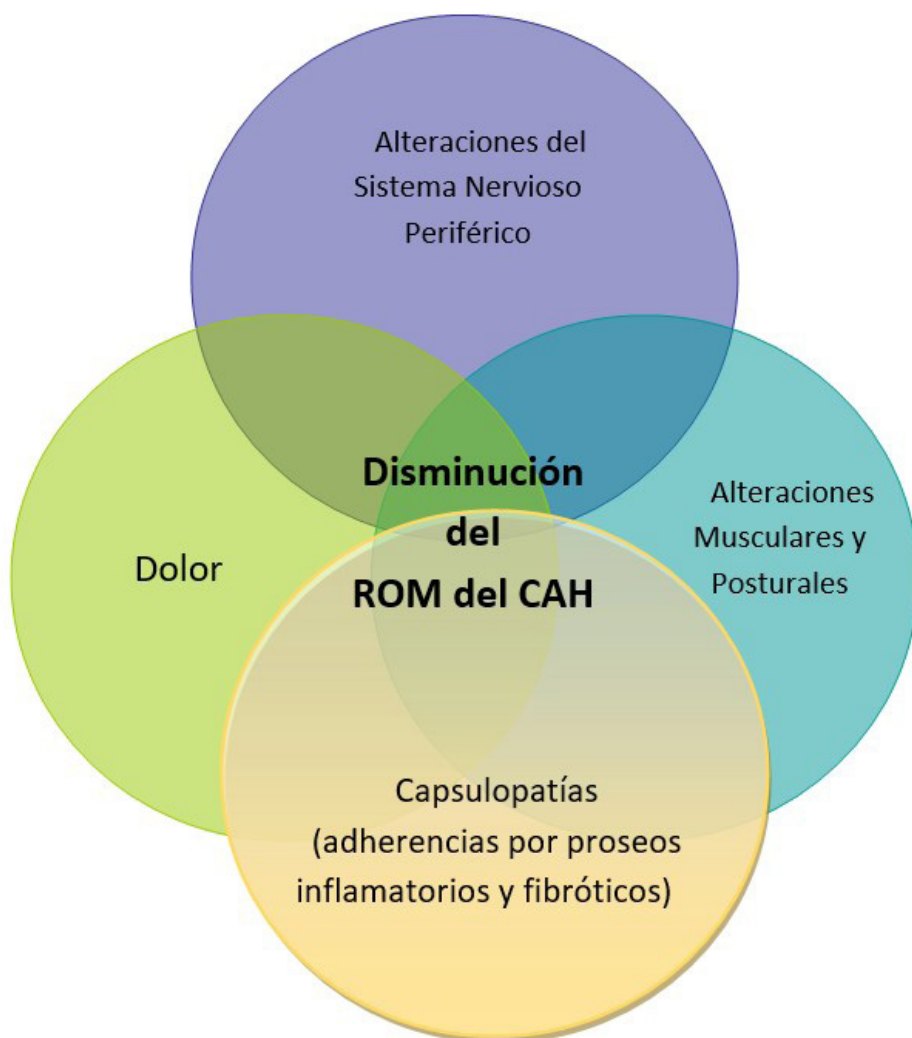 Alteraciones del
Sistema Nervioso
Periférico
Disminución
del
ROM del CAH
Dolor
Alteraciones
Musculares y
Posturales
Capsulopatías
(adherencias por proseos
inflamatorios y fibróticos)